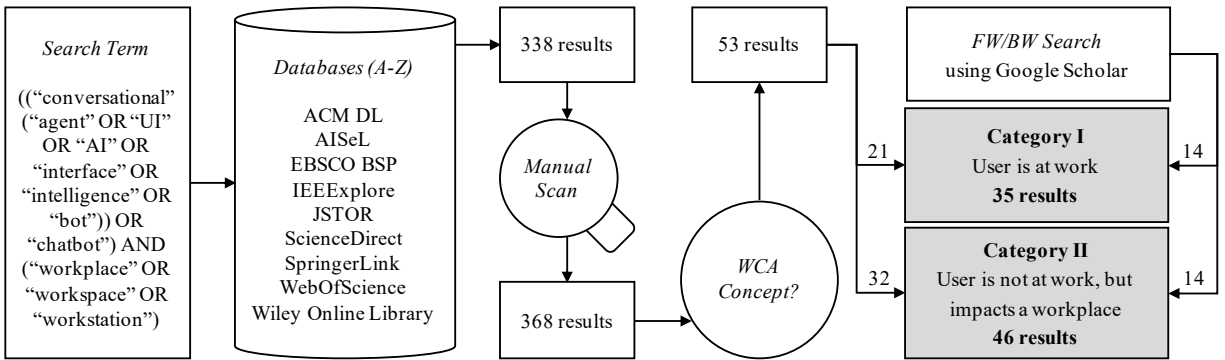 Search Term
((“conversational”
(“agent” OR “UI”
OR “AI” OR
“interface” OR
“intelligence” OR
“bot”)) OR
“chatbot”) AND
(“workplace” OR
“workspace” OR
“workstation”)
Databases (A-Z)
ACM DL
AISeL
EBSCO BSP
IEEExplore
JSTOR
ScienceDirect
SpringerLink
WebOfScience
Wiley Online Library
338 results
Manual
Scan
368 results
WCA
Concept?
53 results
21
32
FW/BW Search
using Google Scholar
14
14
Category I
User is at work
35 results
Category II
User is not at work, but
impacts a workplace
46 results